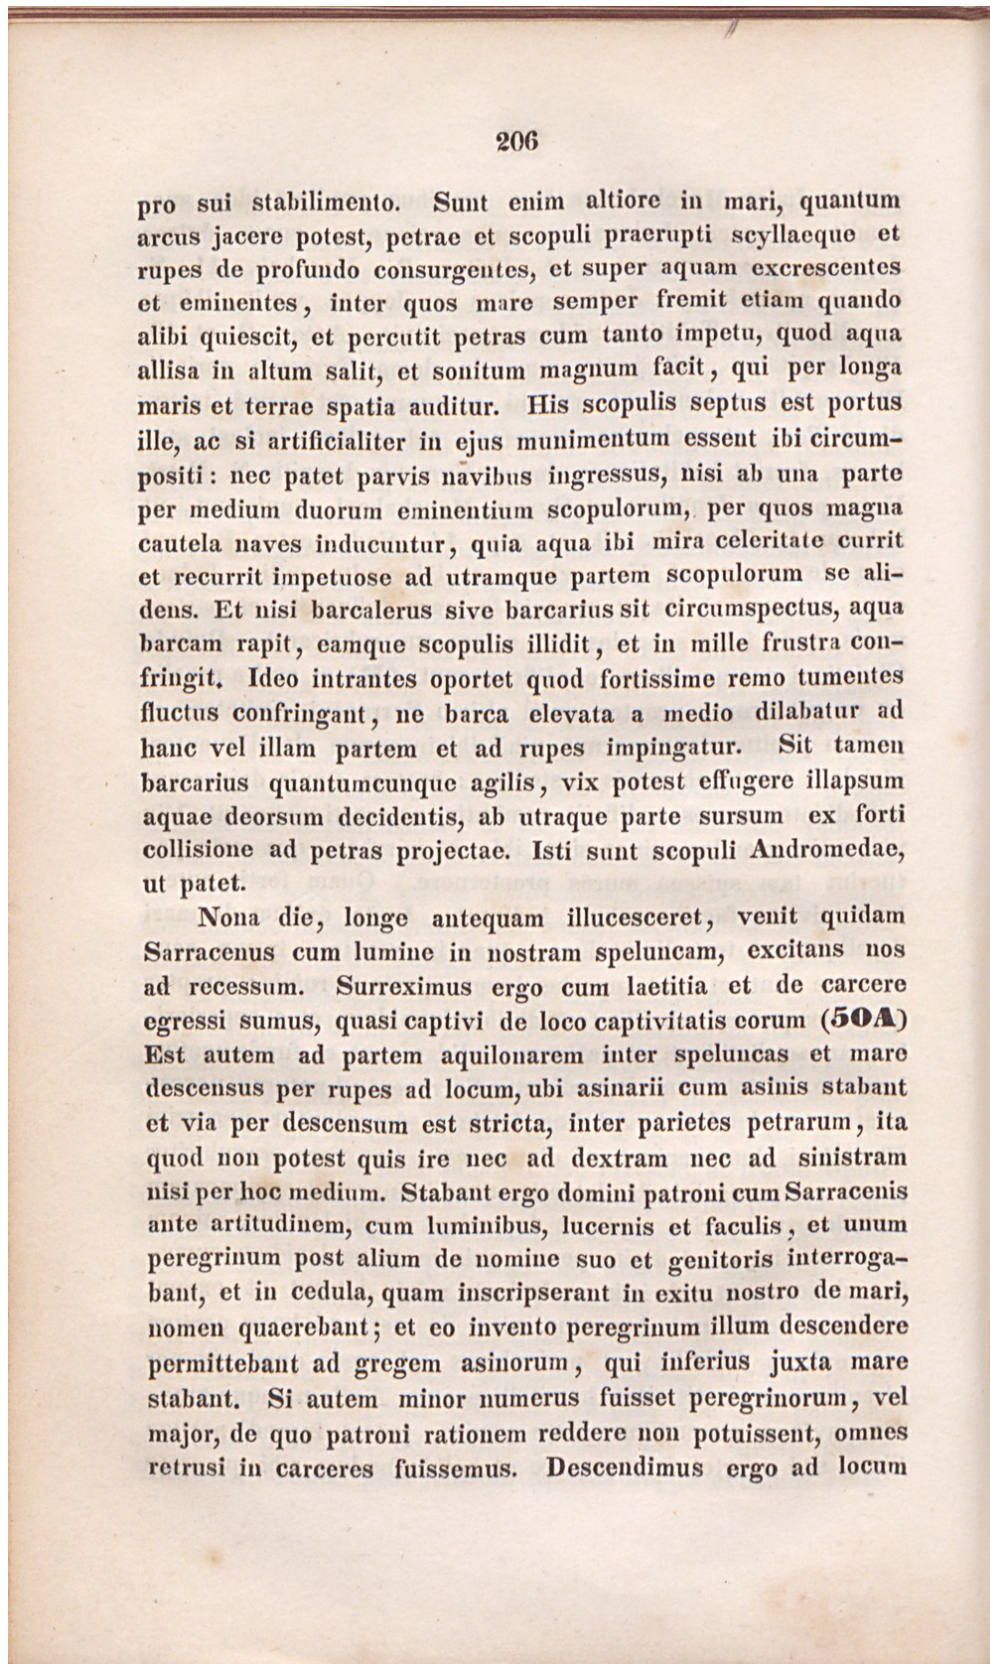 206
pro sui stabilimento. Sunt enim altiore in mari, quantum
arcus jacere potest, petrae et scopuli praerupti scyllaeque et
rupes de profundo consurgentes, et super aquam excrescentes
et eminentes, inter quos mare semper fremit etiam quando
alibi quiescit, et percutit petras cum tanto impetu, quod aqua
allisa in altum salit, et sonitum magnum facit, qui per longa
maris et terrae spatia auditur. His scopulis septus est portus
ille, ac si artificialiter in ejus munimentum essent ibi circum-
positi: nec patet parvis navibus ingressus, nisi ab una parte
per medium duorum eminentium scopulorum, per quos magna
cautela naves inducuntur, quia aqua ibi mira celeritate currit
et recurrit impetuose ad utramque partem scopulorum se ali-
dens. Et nisi barcalerus sive barcarius sit circumspectus, aqua
barcam rapit, eamque scopulis illidit, et in mille frustra con-
fringit. Ideo intrantes oportet quod fortissime remo tumentes
fluctus confringant, ne barca elevata a medio dilabatur ad
hanc vel illam partem et ad rupes impingatur. Sit tamen
barcarius quantumcunque agilis, vix potest effugere illapsum
aquae deorsum decidentis, ab utraque parte sursum ex forti
collisione ad petras projectae. Isti sunt scopuli Andromedae,
ut patet.
Nona die, longe antequam illucesceret, venit quidam
Sarracenus cum lumine in nostram speluncam, excitans nos
ad recessum. Surreximus ergo cum laetitia et de carcere
egressi sumus, quasi captivi de loco captivitatis eorum (50A)
Est autem ad partem aquilonarem inter speluncas et mare
descensus per rupes ad locum, ubi asinarii cum asinis stabant
et via per descensum est stricta, inter parietes petrarum, ita
quod non potest quis ire nec ad dextram nec ad sinistram
nisi per hoc medium. Stabant ergo domini patroni cum Sarracenis
ante artitudinem, cum luminibus, lucernis et faculis, et unum
peregrinum post alium de nomine suo et genitoris interroga-
bant, et in cedula, quam inscripserant in exitu nostro de mari,
nomen quaerebant; et eo invento peregrinum illum descendere
permittebant ad gregem asinorum, qui inferius juxta mare
stabant. Si autem minor numerus fuisset peregrinorum, vel
major, de quo patroni rationem reddere non potuissent, omnes
retrusi in carceres fuissemus. Descendimus ergo ad locum